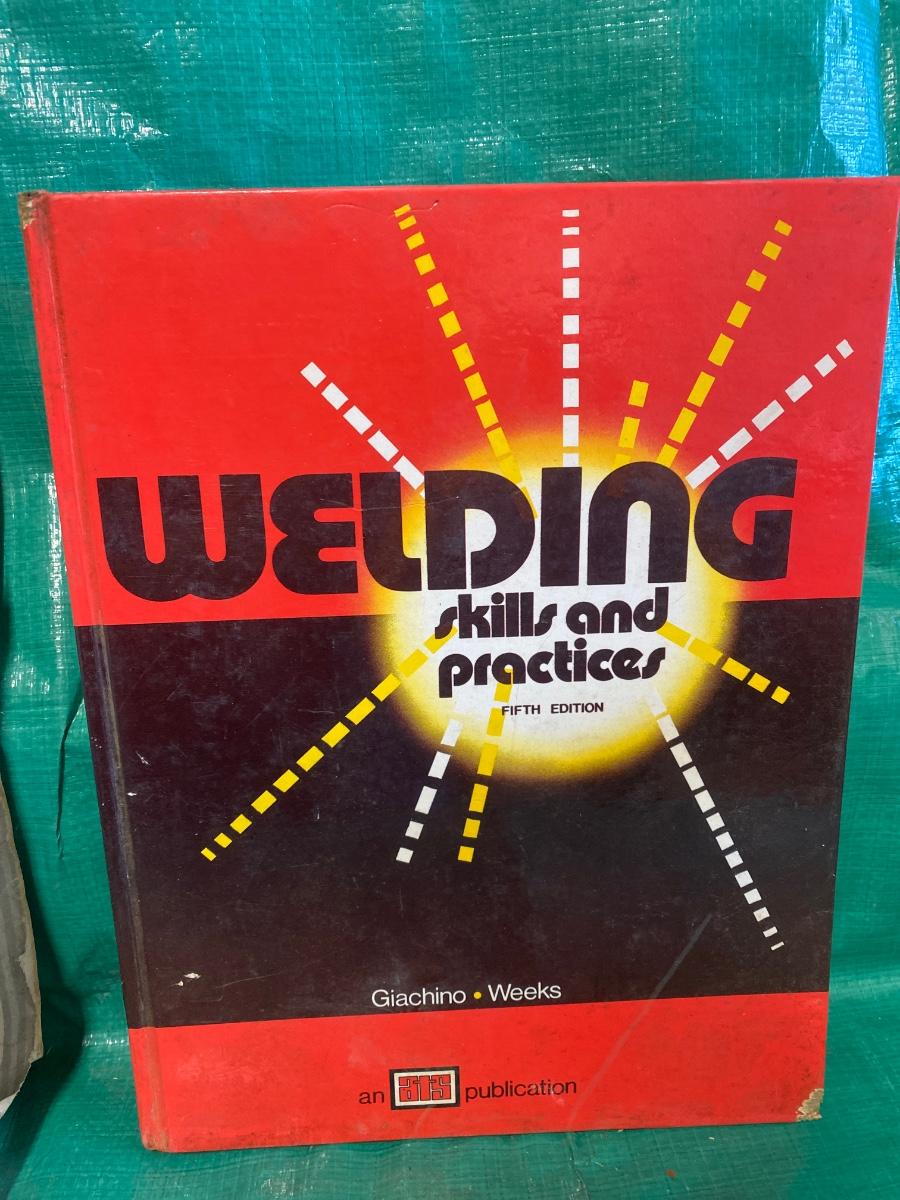 WELDING
skills and
practices
FIFTH EDITION
Giachino • Weeks
an ats publication